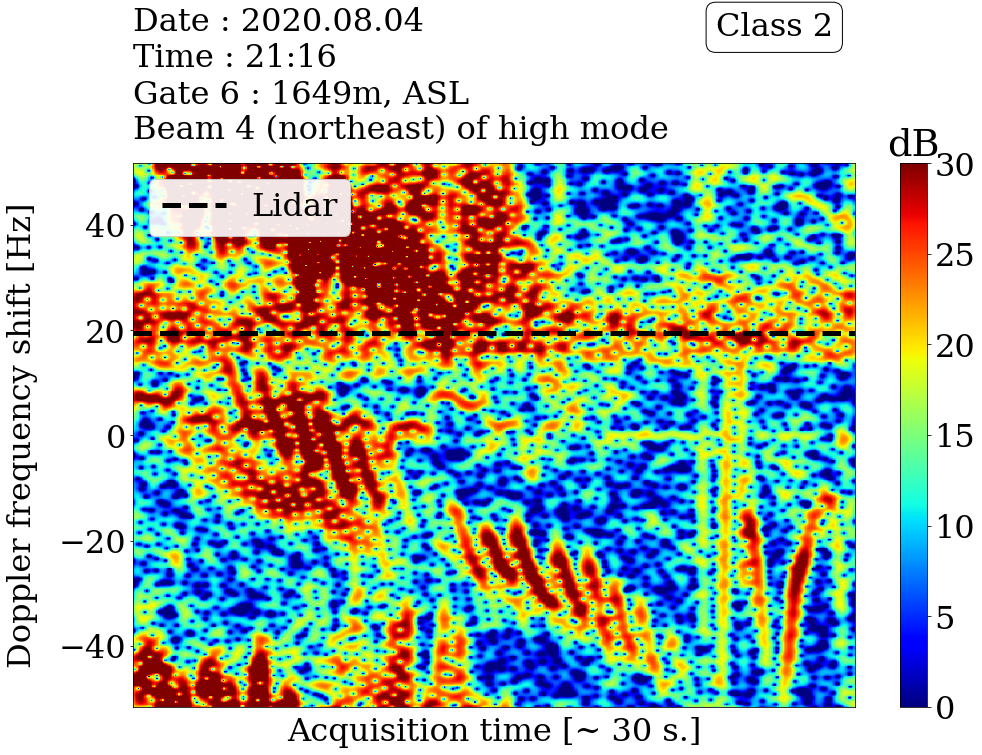 Date : 2020.08.04
Time : 21:16
Gate 6 : 1649m, ASL
Beam 4 (northeast) of high mode
Class 2
dB
Lidar
Doppler frequency shift [Hz]
40
20
0
−20
−40
30
25
20
15
10
5
0
Acquisition time [~ 30 s.]